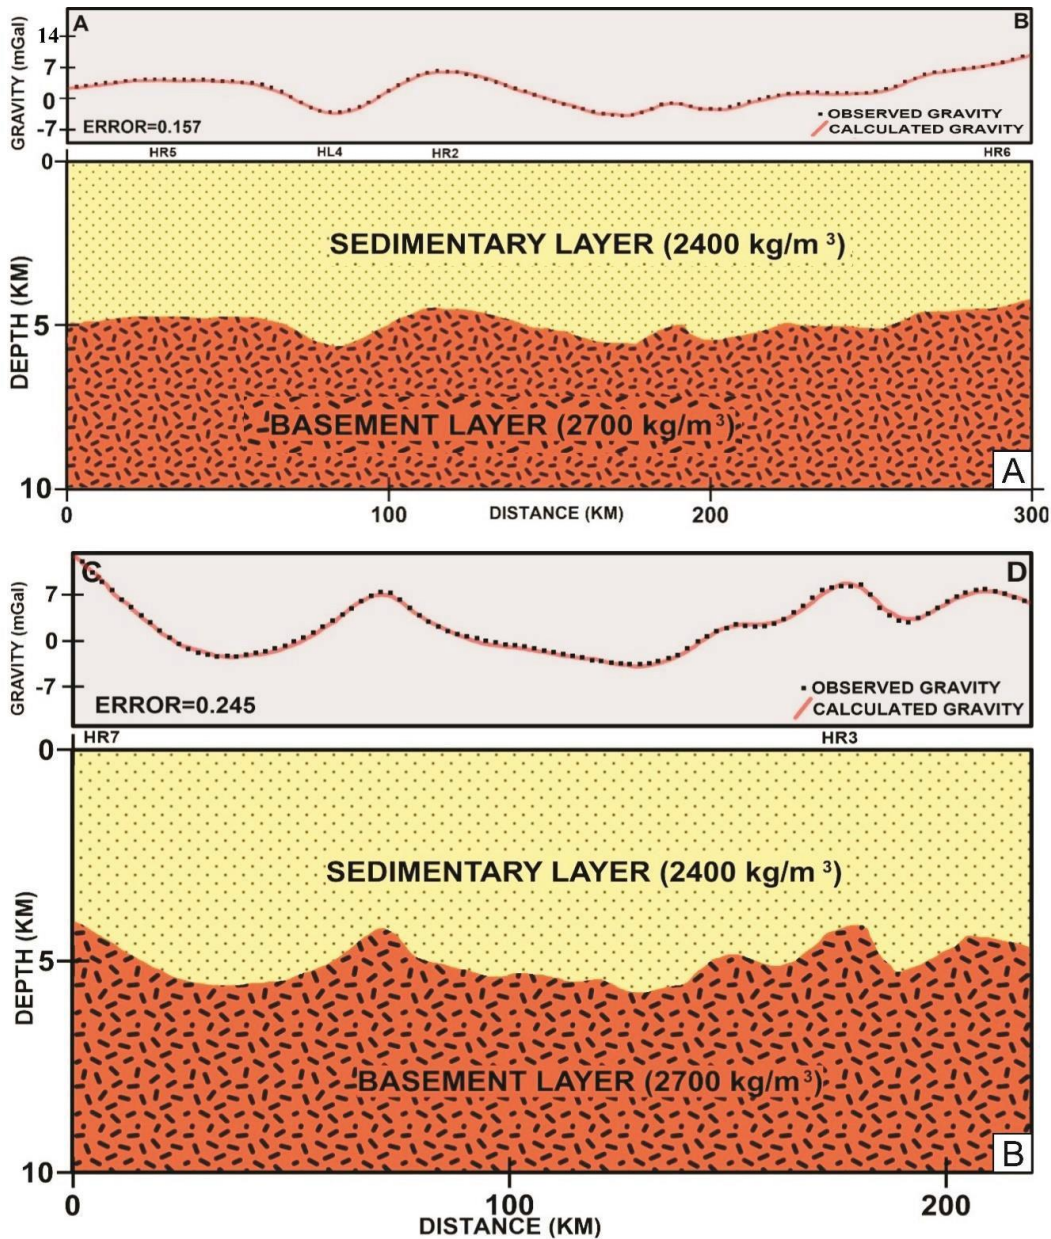 A B
GRAVITY (mGal)
14
7
0
-7
ERROR=0.157
OBSERVED GRAVITY
CALCULATED GRAVITY
HR5 HL4 HR2 HR6
0
SEDIMENTARY LAYER (2400 kg/m ³)
DEPTH (KM)
5
BASEMENT LAYER (2700 kg/m³)
A
10
0 100 200 300
DISTANCE (KM)
C D
GRAVITY (mGal)
7
0
-7
OBSERVED GRAVITY
ERROR=0.245
CALCULATED GRAVITY
HR7 HR3
0
SEDIMENTARY LAYER (2400 kg/m ³)
DEPTH (KM)
5
BASEMENT LAYER (2700 kg/m³)
B
10
0 100 200
DISTANCE (KM)